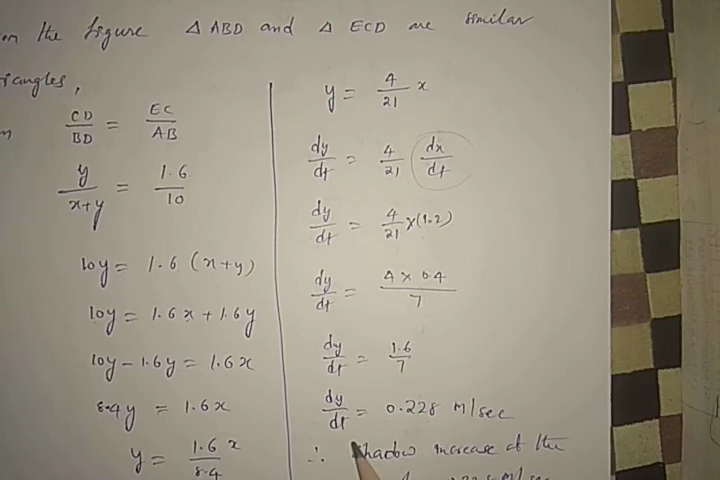 the figure △ ABD and △ ECD are similar
triangles,
CD/BD = EC/AB
y/x+y = 1.6/10
10y = 1.6 (x+y)
10y = 1.6x + 1.6y
10y - 1.6y = 1.6x
8.4y = 1.6x
y = 1.6x/8.4
y = 4/21 x
dy/dt = 4/21 dx/dt
dy/dt = 4/21 x (1.2)
dy/dt = 4 x 0.4/7
dy/dt = 1.6/7
dy/dt = 0.228 M/sec
∴ Shadow increase at the